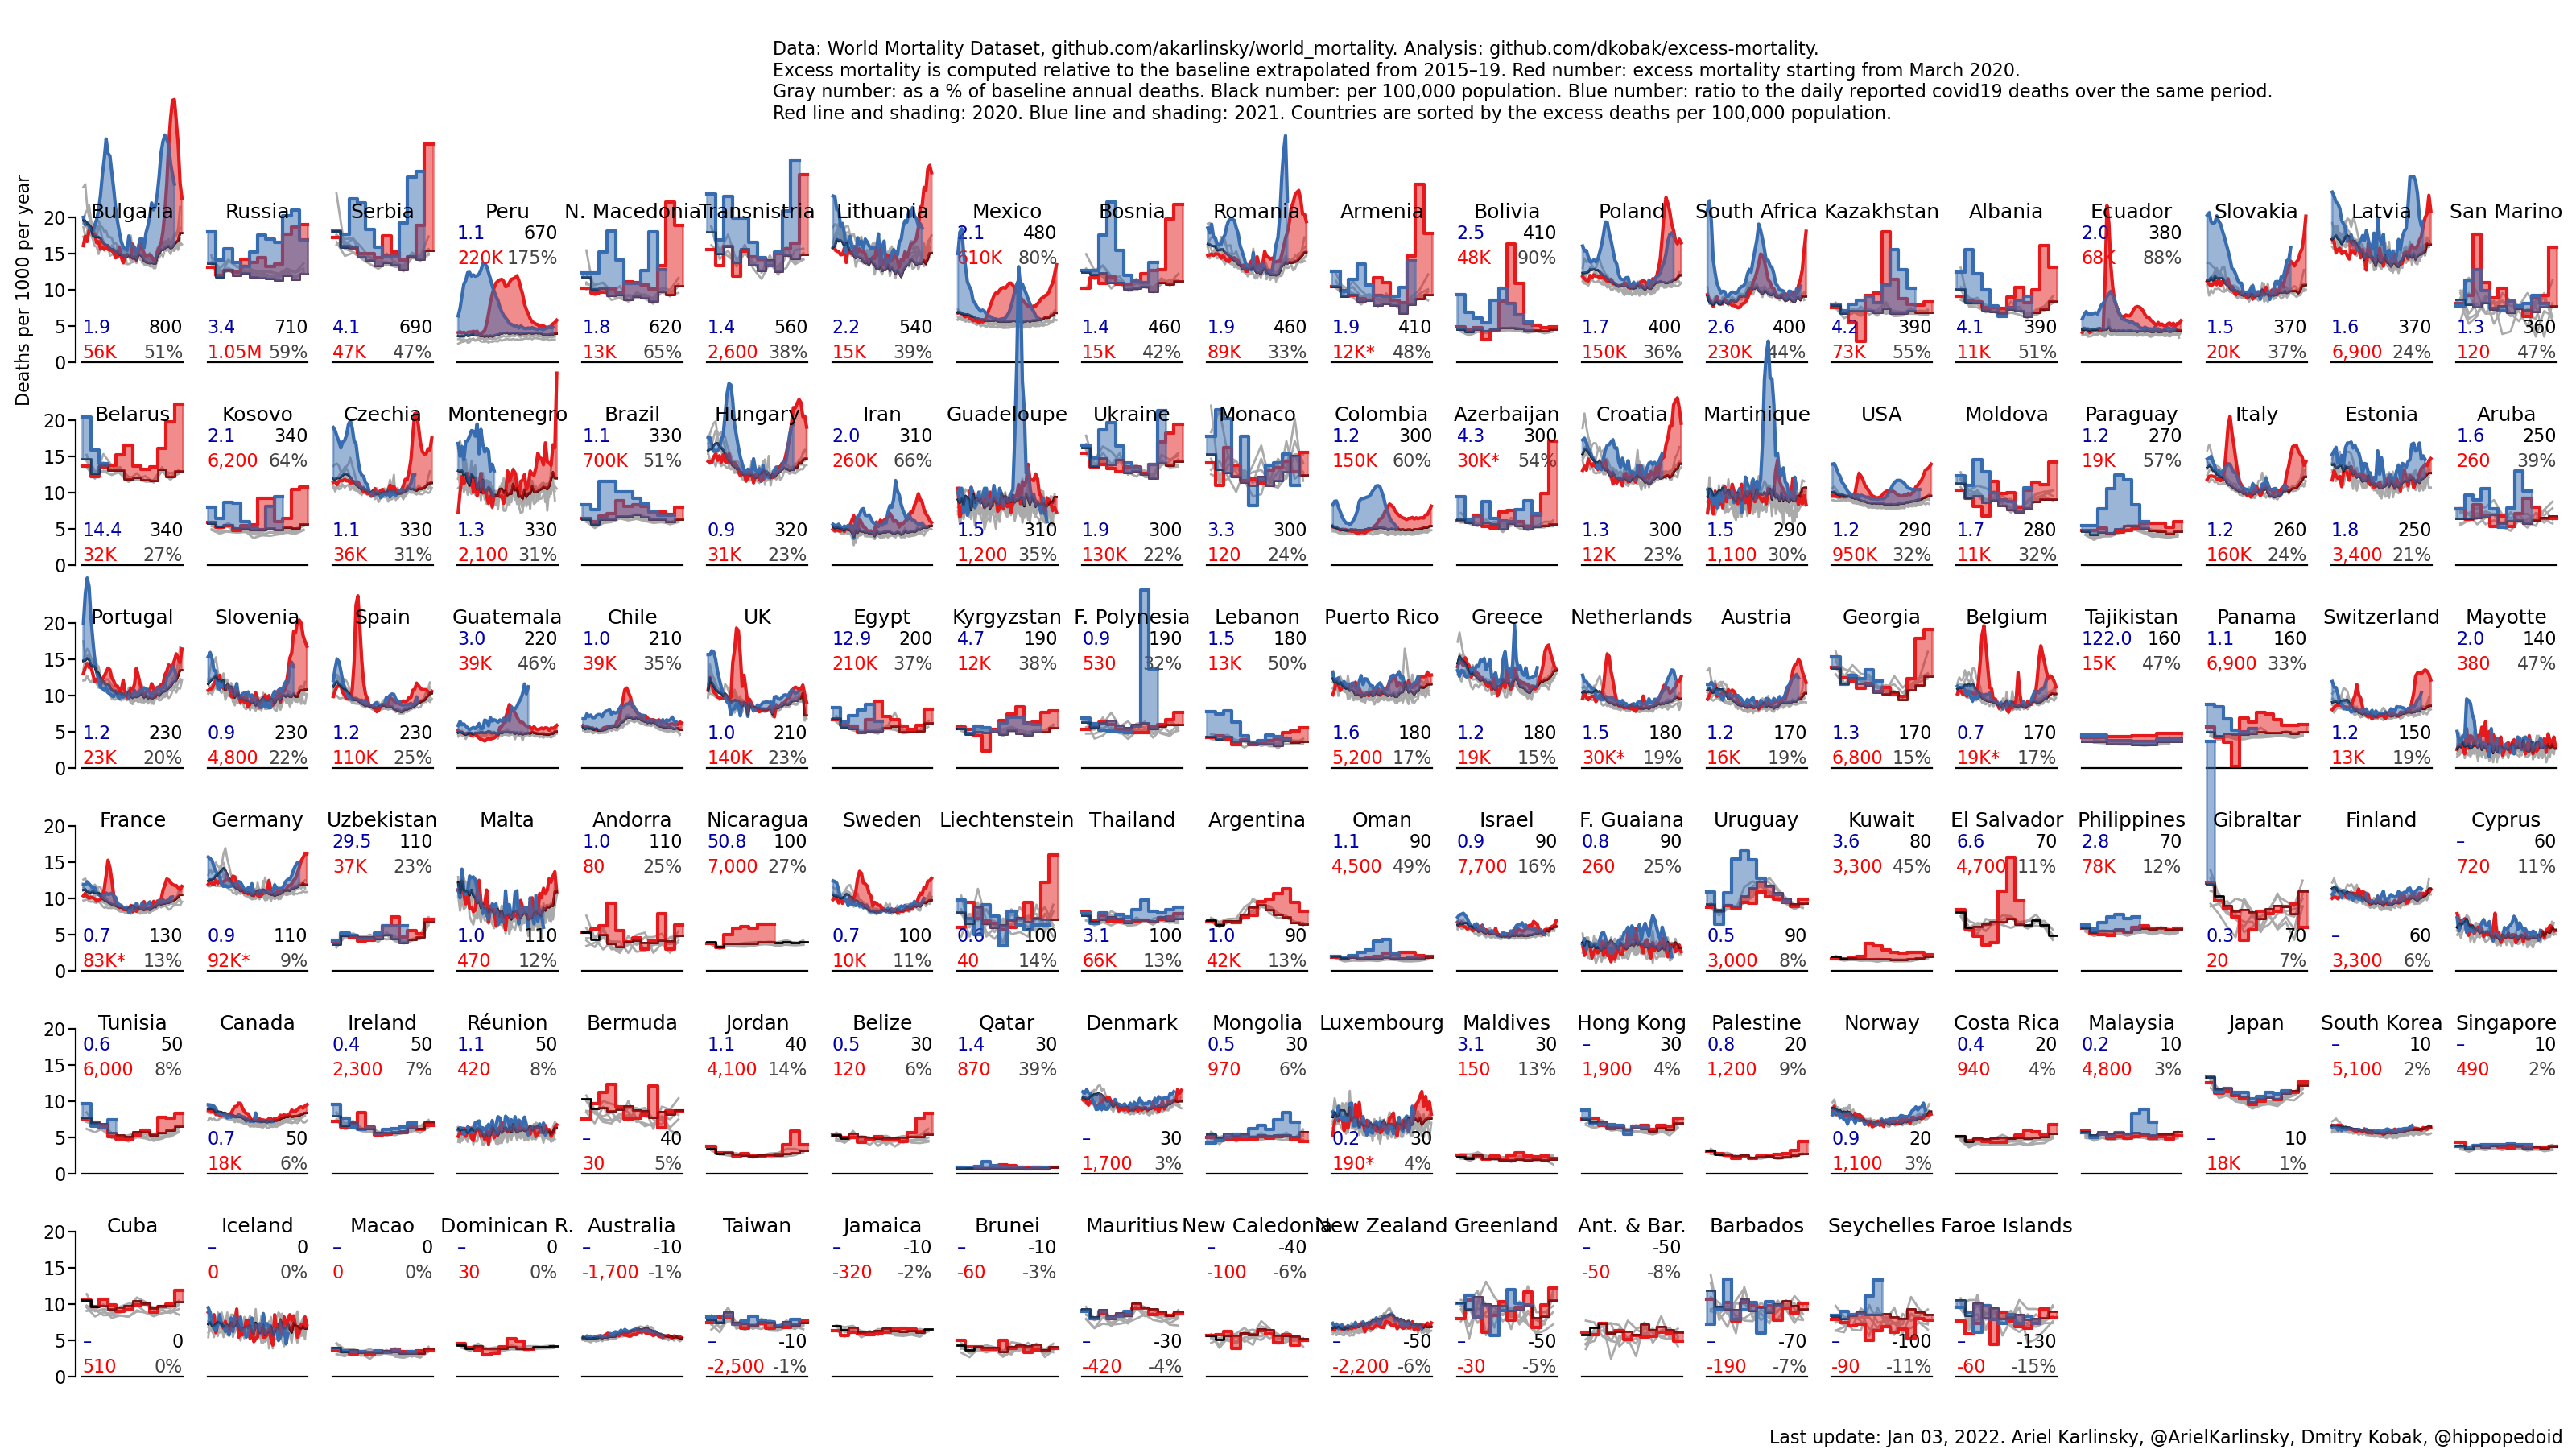 Data: World Mortality Dataset, github.com/akarlinsky/world_mortality. Analysis: github.com/dkobak/excess-mortality.
Excess mortality is computed relative to the baseline extrapolated from 2015–19. Red number: excess mortality starting from March 2020.
Gray number: as a % of baseline annual deaths. Black number: per 100,000 population. Blue number: ratio to the daily reported covid19 deaths over the same period.
Red line and shading: 2020. Blue line and shading: 2021. Countries are sorted by the excess deaths per 100,000 population.
Deaths per 1000 per year
20 15 10 5 0
Bulgaria 1.9 800 56K 51%
Russia 3.4 710 1.05M 59%
Serbia 4.1 690 47K 47%
Peru 1.1 670 220K 175%
N. Macedonia 1.8 620 13K 65%
Transnistria 1.4 560 2,600 38%
Lithuania 2.2 540 15K 39%
Mexico 2.1 480 610K 80%
Bosnia 1.4 460 15K 42%
Romania 1.9 460 89K 33%
Armenia 1.9 410 12K* 48%
Bolivia 2.5 410 48K 90%
Poland 1.7 400 150K 36%
South Africa 2.6 400 230K 44%
Kazakhstan 4.2 390 73K 55%
Albania 4.1 390 11K 51%
Ecuador 2.0 380 68K 88%
Slovakia 1.5 370 20K 37%
Latvia 1.6 370 6,900 24%
San Marino 1.3 360 120 47%
20 15 10 5 0
Belarus 14.4 340 32K 27%
Kosovo 2.1 340 6,200 64%
Czechia 1.1 330 36K 31%
Montenegro 1.3 330 2,100 31%
Brazil 1.1 330 700K 51%
Hungary 0.9 320 31K 23%
Iran 2.0 310 260K 66%
Guadeloupe 1.5 310 1,200 35%
Ukraine 1.9 300 130K 22%
Monaco 3.3 300 120 24%
Colombia 1.2 300 150K 60%
Azerbaijan 4.3 300 30K* 54%
Croatia 1.3 300 12K 23%
Martinique 1.5 290 1,100 30%
USA 1.2 290 950K 32%
Moldova 1.7 280 11K 32%
Paraguay 1.2 270 19K 57%
Italy 1.2 260 160K 24%
Estonia 1.8 250 3,400 21%
Aruba 1.6 250 260 39%
20 15 10 5 0
Portugal 1.2 230 23K 20%
Slovenia 0.9 230 4,800 22%
Spain 1.2 230 110K 25%
Guatemala 3.0 220 39K 46%
Chile 1.0 210 39K 35%
UK 1.0 210 140K 23%
Egypt 12.9 200 210K 37%
Kyrgyzstan 4.7 190 12K 38%
F. Polynesia 0.9 190 530 32%
Lebanon 1.5 180 13K 50%
Puerto Rico 1.6 180 5,200 17%
Greece 1.2 180 19K 15%
Netherlands 1.5 180 30K* 19%
Austria 1.2 170 16K 19%
Georgia 1.3 170 6,800 15%
Belgium 0.7 170 19K* 17%
Tajikistan 122.0 160 15K 47%
Panama 1.1 160 6,900 33%
Switzerland 1.2 150 13K 19%
Mayotte 2.0 140 380 47%
20 15 10 5 0
France 0.7 130 83K* 13%
Germany 0.9 110 92K* 9%
Uzbekistan 29.5 110 37K 23%
Malta 1.0 110 470 12%
Andorra 1.0 110 80 25%
Nicaragua 50.8 100 7,000 27%
Sweden 0.7 100 10K 11%
Liechtenstein 0.6 100 40 14%
Thailand 3.1 100 66K 13%
Argentina 1.0 90 42K 13%
Oman 1.1 90 4,500 49%
Israel 0.9 90 7,700 16%
F. Guaiana 0.8 90 260 25%
Uruguay 0.5 90 3,000 8%
Kuwait 3.6 80 3,300 45%
El Salvador 6.6 70 4,700 11%
Philippines 2.8 70 78K 12%
Gibraltar 0.3 70 20 7%
Finland – 60 3,300 6%
Cyprus – 60 720 11%
20 15 10 5 0
Tunisia 0.6 50 6,000 8%
Canada 0.7 50 18K 6%
Ireland 0.4 50 2,300 7%
Réunion 1.1 50 420 8%
Bermuda – 40 30 5%
Jordan 1.1 40 4,100 14%
Belize 0.5 30 120 6%
Qatar 1.4 30 870 39%
Denmark – 30 1,700 3%
Mongolia 0.5 30 970 6%
Luxembourg 0.2 30 190* 4%
Maldives 3.1 30 150 13%
Hong Kong – 30 1,900 4%
Palestine 0.8 20 1,200 9%
Norway 0.9 20 1,100 3%
Costa Rica 0.4 20 940 4%
Malaysia 0.2 10 4,800 3%
Japan – 10 18K 1%
South Korea – 10 5,100 2%
Singapore – 10 490 2%
20 15 10 5 0
Cuba – 0 510 0%
Iceland – 0 0 0%
Macao – 0 0 0%
Dominican R. – 0 30 0%
Australia – -10 -1,700 -1%
Taiwan – -10 -2,500 -1%
Jamaica – -10 -320 -2%
Brunei – -10 -60 -3%
Mauritius – -30 -420 -4%
New Caledonia – -40 -100 -6%
New Zealand – -50 -2,200 -6%
Greenland – -50 -30 -5%
Ant. & Bar. – -50 -50 -8%
Barbados – -70 -190 -7%
Seychelles – -100 -90 -11%
Faroe Islands – -130 -60 -15%
Last update: Jan 03, 2022. Ariel Karlinsky, @ArielKarlinsky, Dmitry Kobak, @hippopedoid